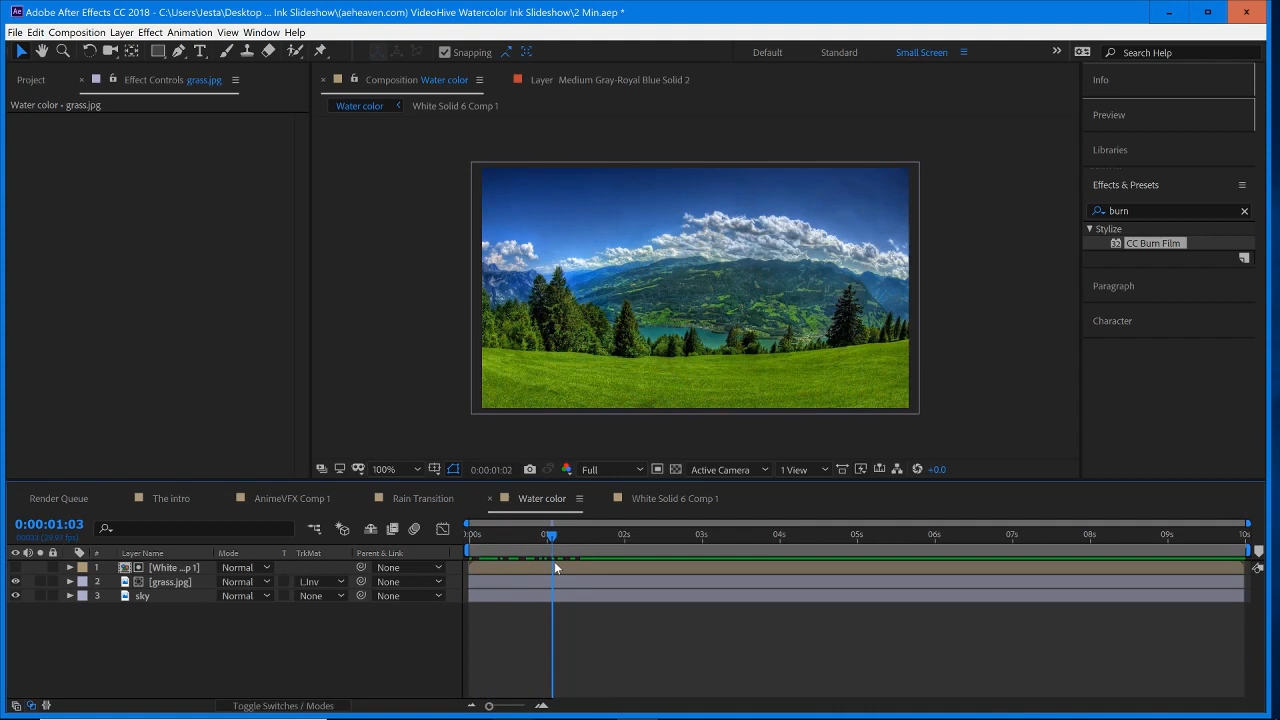 Adobe After Effects CC 2018 - C:\Users\Jesta\Desktop ... Ink Slideshow\(aeheaven.com) VideoHive Watercolor Ink Slideshow\2 Min.aep *
File Edit Composition Layer Effect Animation View Window Help
Snapping Default Standard Small Screen Search Help
Project Effect Controls grass.jpg Composition Water color Layer Medium Gray-Royal Blue Solid 2 Info
Water color • grass.jpg Water color White Solid 6 Comp 1
Preview
Libraries
Effects & Presets
burn
Stylize
CC Burn Film
Paragraph
Character
100% 0:00:01:02 Full Active Camera 1 View +0.0
Render Queue The intro AnimeVFX Comp 1 Rain Transition Water color White Solid 6 Comp 1
0:00:01:03
00033 (29.97 fps)
:00s 02s 03s 04s 05s 06s 07s 08s 09s 10s
# Layer Name Mode T TrkMat Parent & Link
1 [White ...p 1] Normal None
2 [grass.jpg] Normal L.Inv None
3 sky Normal None None
Toggle Switches / Modes